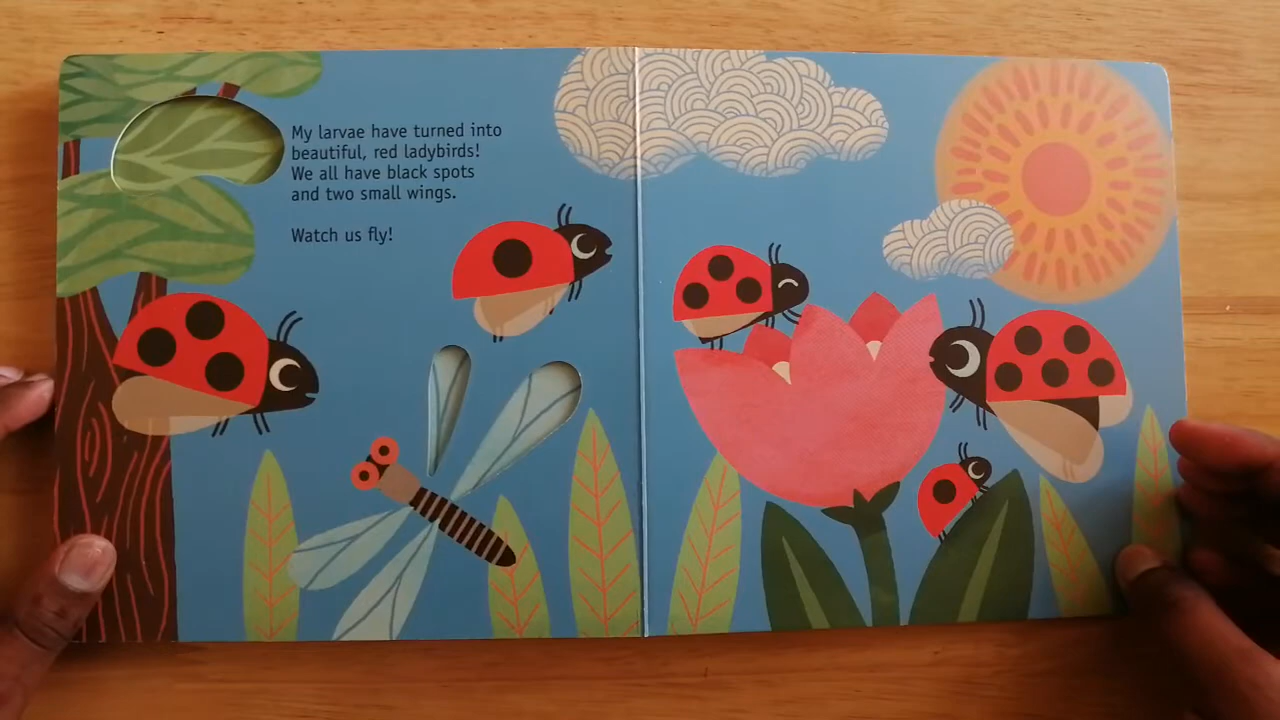 My larvae have turned into
beautiful, red ladybirds!
We all have black spots
and two small wings.
Watch us fly!